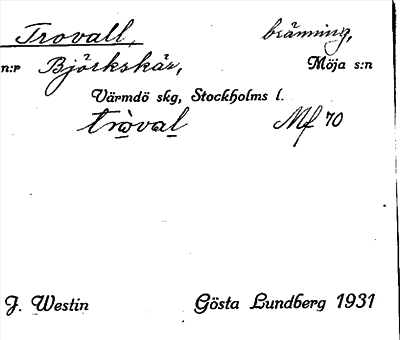 Trovall, bränning,
n:r Björkskär, Möja s:n
Värmdö skg, Stockholms l.
tròval Mf 70
J. Westin Gösta Lundberg 1931